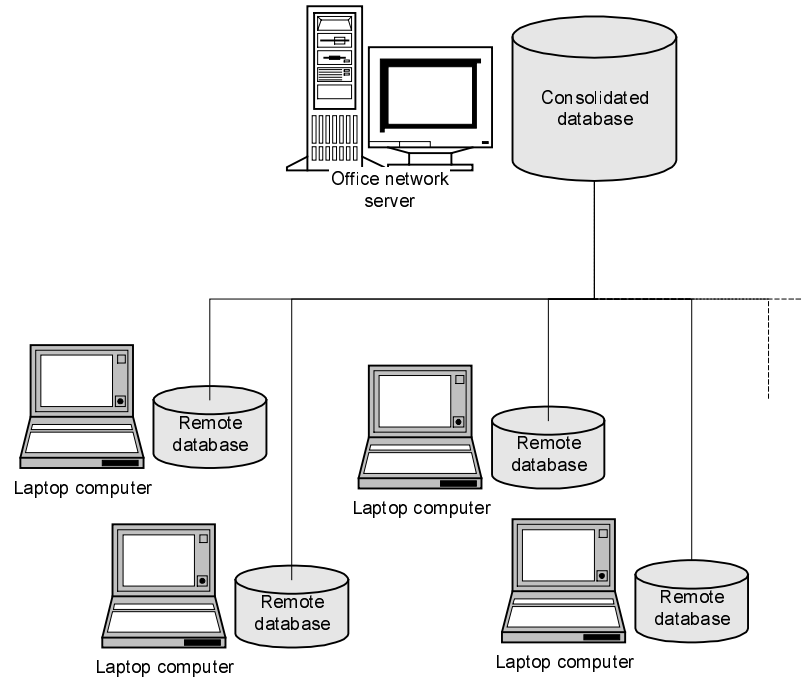 Consolidated
database
Office network
server
Remote
database
Laptop computer
Remote
database
Laptop computer
Remote
database
Laptop computer
Remote
database
Laptop computer